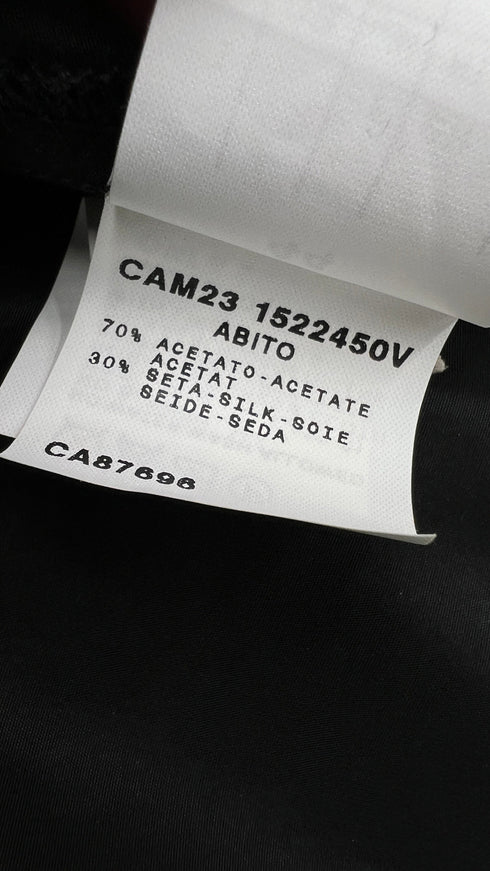 CAM23 1522450V
ABITO
70% ACETATO-ACETATE
ACETAT
30% SETA-SILK-SOIE
SEIDE-SEDA
CA87696